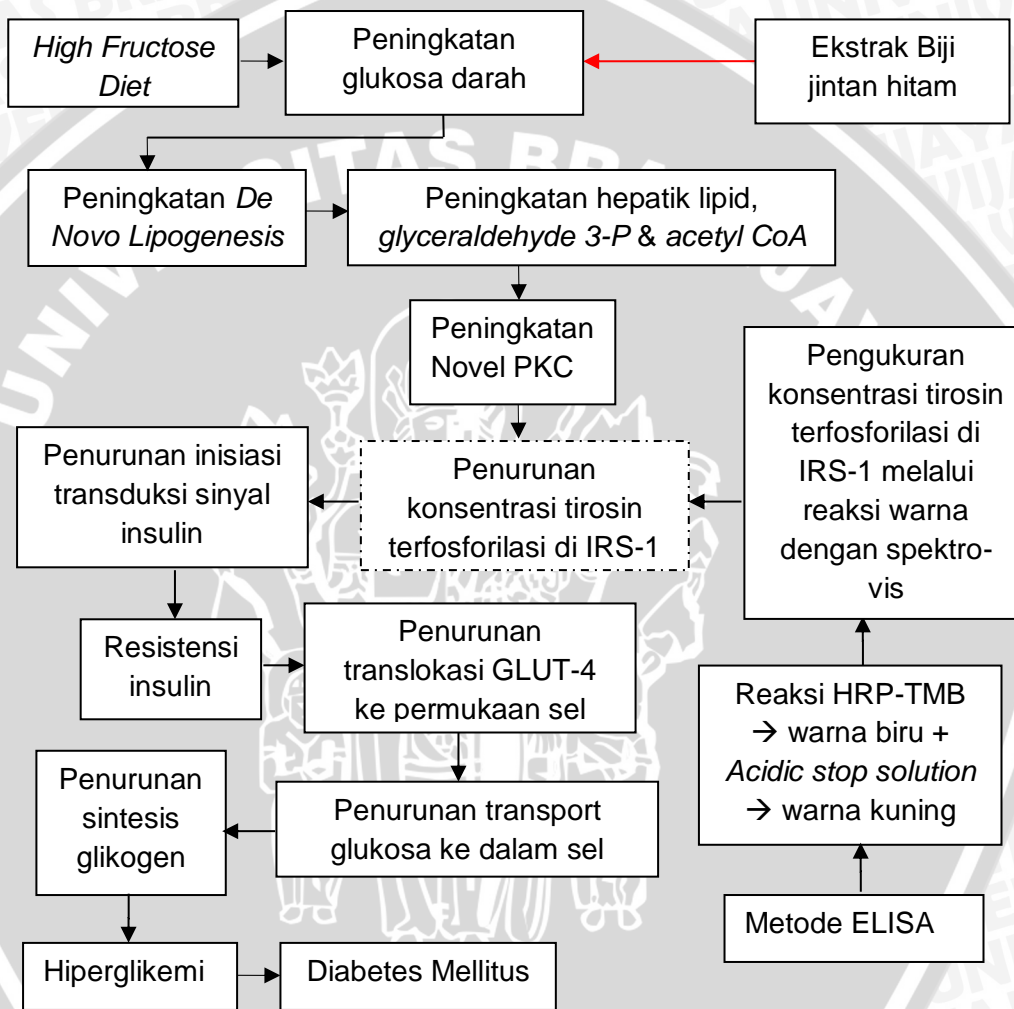 High Fructose
Diet
Peningkatan
glukosa darah
Ekstrak Biji
jintan hitam
Peningkatan De
Novo Lipogenesis
Peningkatan hepatik lipid,
glyceraldehyde 3-P & acetyl CoA
Peningkatan
Novel PKC
Pengukuran
konsentrasi tirosin
terfosforilasi di
IRS-1 melalui
reaksi warna
dengan spektro-
vis
Penurunan inisiasi
transduksi sinyal
insulin
Penurunan
konsentrasi tirosin
terfosforilasi di IRS-1
Resistensi
insulin
Penurunan
translokasi GLUT-4
ke permukaan sel
Reaksi HRP-TMB
→ warna biru +
Acidic stop solution
→ warna kuning
Penurunan
sintesis
glikogen
Penurunan transport
glukosa ke dalam sel
Metode ELISA
Hiperglikemi
Diabetes Mellitus